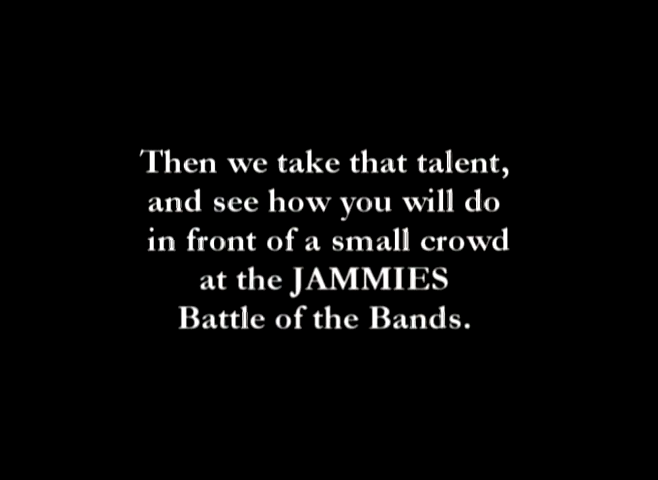 Then we take that talent,
and see how you will do
in front of a small crowd
at the JAMMIES
Battle of the Bands.